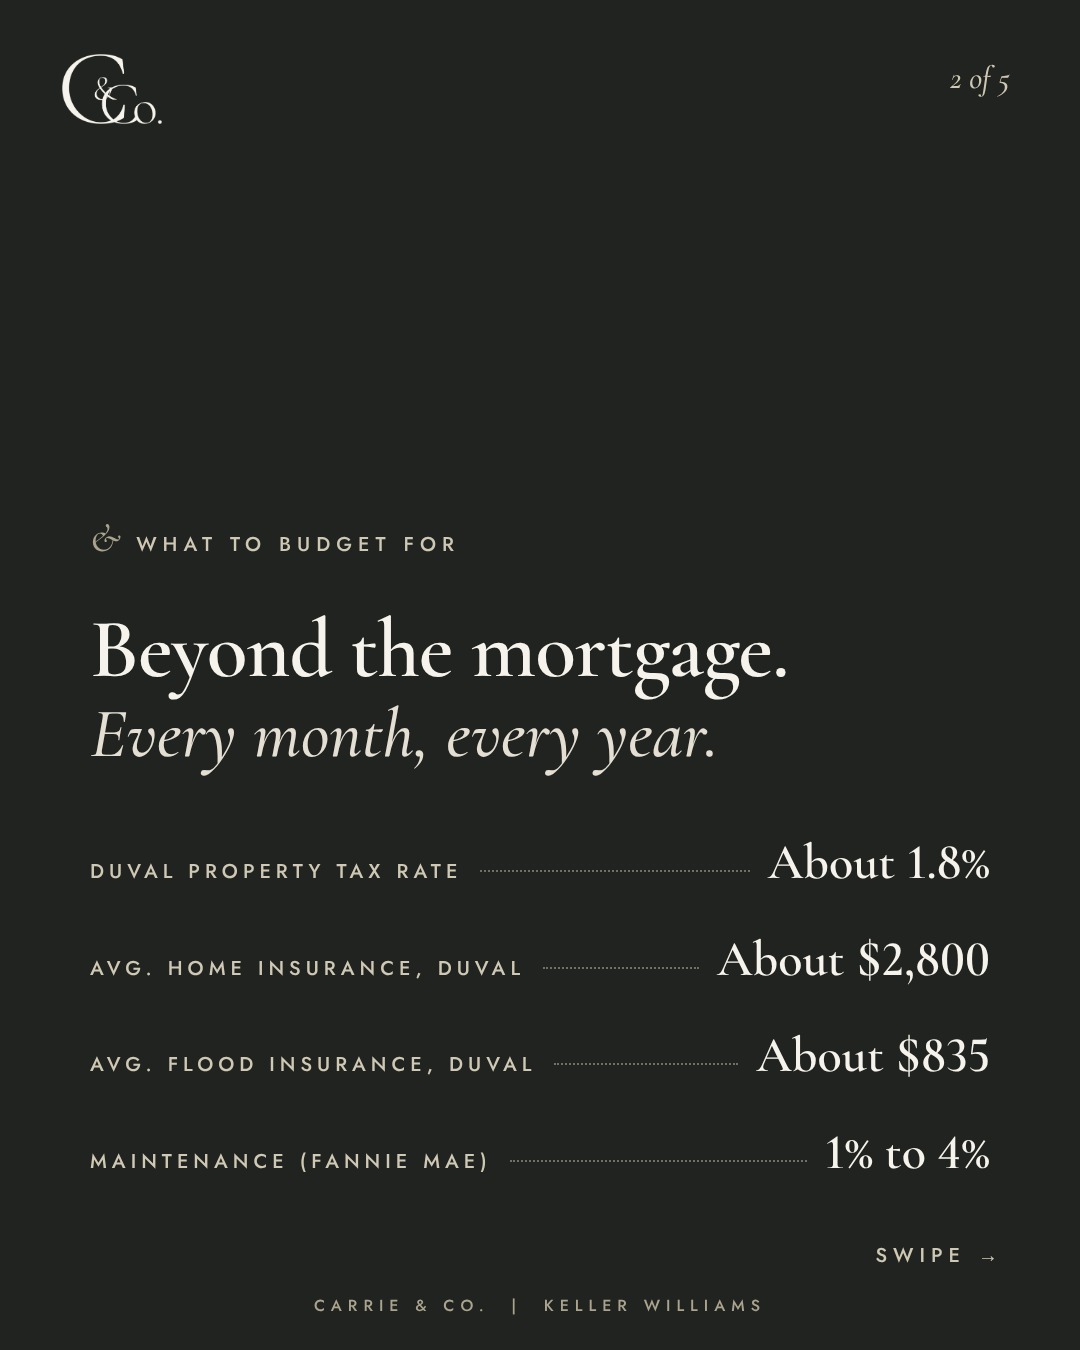 C&Co.
2 of 5
& WHAT TO BUDGET FOR
Beyond the mortgage.
Every month, every year.
DUVAL PROPERTY TAX RATE About 1.8%
AVG. HOME INSURANCE, DUVAL About $2,800
AVG. FLOOD INSURANCE, DUVAL About $835
MAINTENANCE (FANNIE MAE) 1% to 4%
SWIPE →
CARRIE & CO. | KELLER WILLIAMS